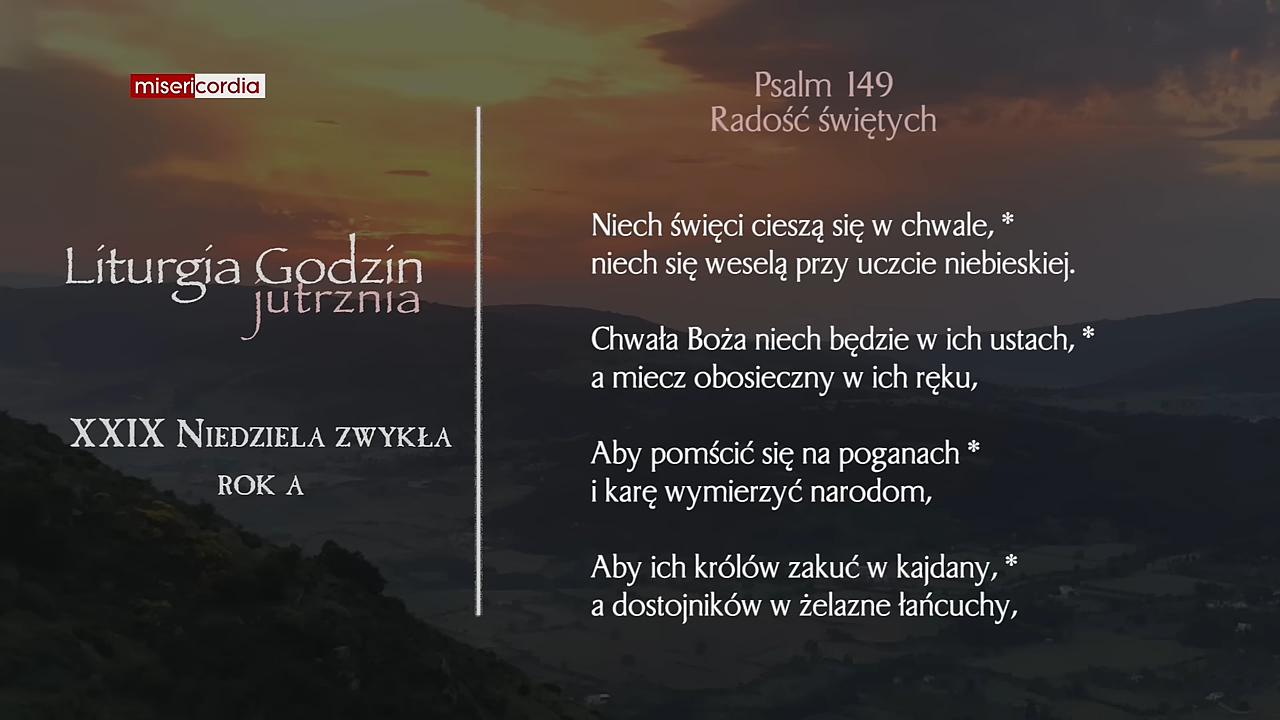 misericordia
Liturgia Godzin
jutrznia
XXIX Niedziela zwykła
rok A
Psalm 149
Radość świętych
Niech święci cieszą się w chwale, *
niech się weselą przy uczcie niebieskiej.
Chwała Boża niech będzie w ich ustach, *
a miecz obosieczny w ich ręku,
Aby pomścić się na poganach *
i karę wymierzyć narodom,
Aby ich królów zakuć w kajdany, *
a dostojników w żelazne łańcuchy,